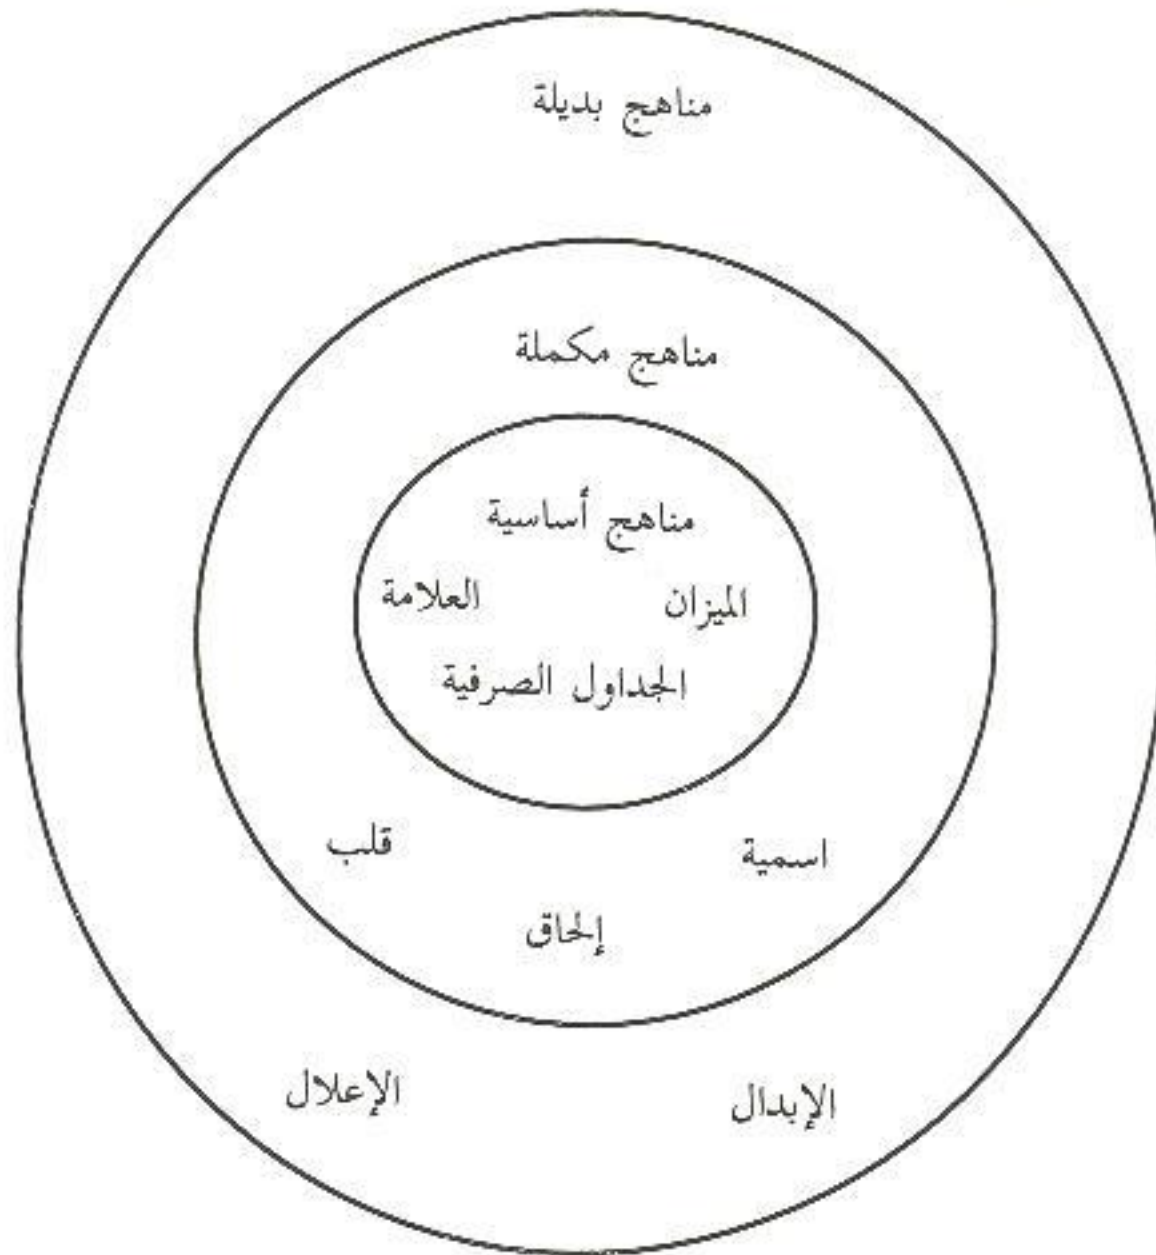 مناهج بديلة
مناهج مكملة
مناهج أساسية
الميزان العلامة
الجداول الصرفية
اسمية قلب
إلحاق
الإبدال الإعلال